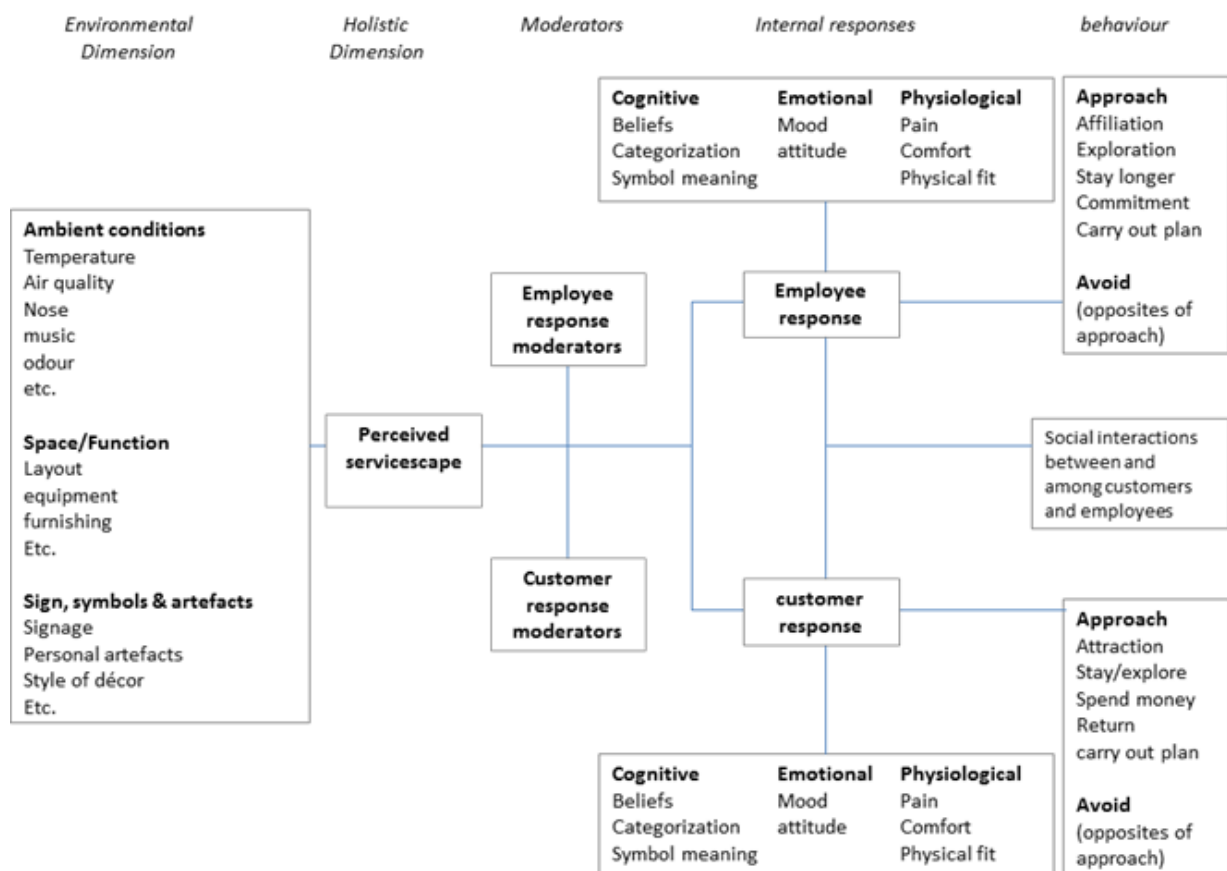 Environmental
Dimension
Holistic
Dimension
Moderators
Internal responses
behaviour
Ambient conditions
Temperature
Air quality
Nose
music
odour
etc.
Space/Function
Layout
equipment
furnishing
Etc.
Sign, symbols & artefacts
Signage
Personal artefacts
Style of décor
Etc.
Perceived
servicescape
Employee
response
moderators
Customer
response
moderators
Cognitive
Beliefs
Categorization
Symbol meaning
Emotional
Mood
attitude
Physiological
Pain
Comfort
Physical fit
Employee
response
customer
response
Cognitive
Beliefs
Categorization
Symbol meaning
Emotional
Mood
attitude
Physiological
Pain
Comfort
Physical fit
Approach
Affiliation
Exploration
Stay longer
Commitment
Carry out plan
Avoid
(opposites of
approach)
Social interactions
between and
among customers
and employees
Approach
Attraction
Stay/explore
Spend money
Return
carry out plan
Avoid
(opposites of
approach)